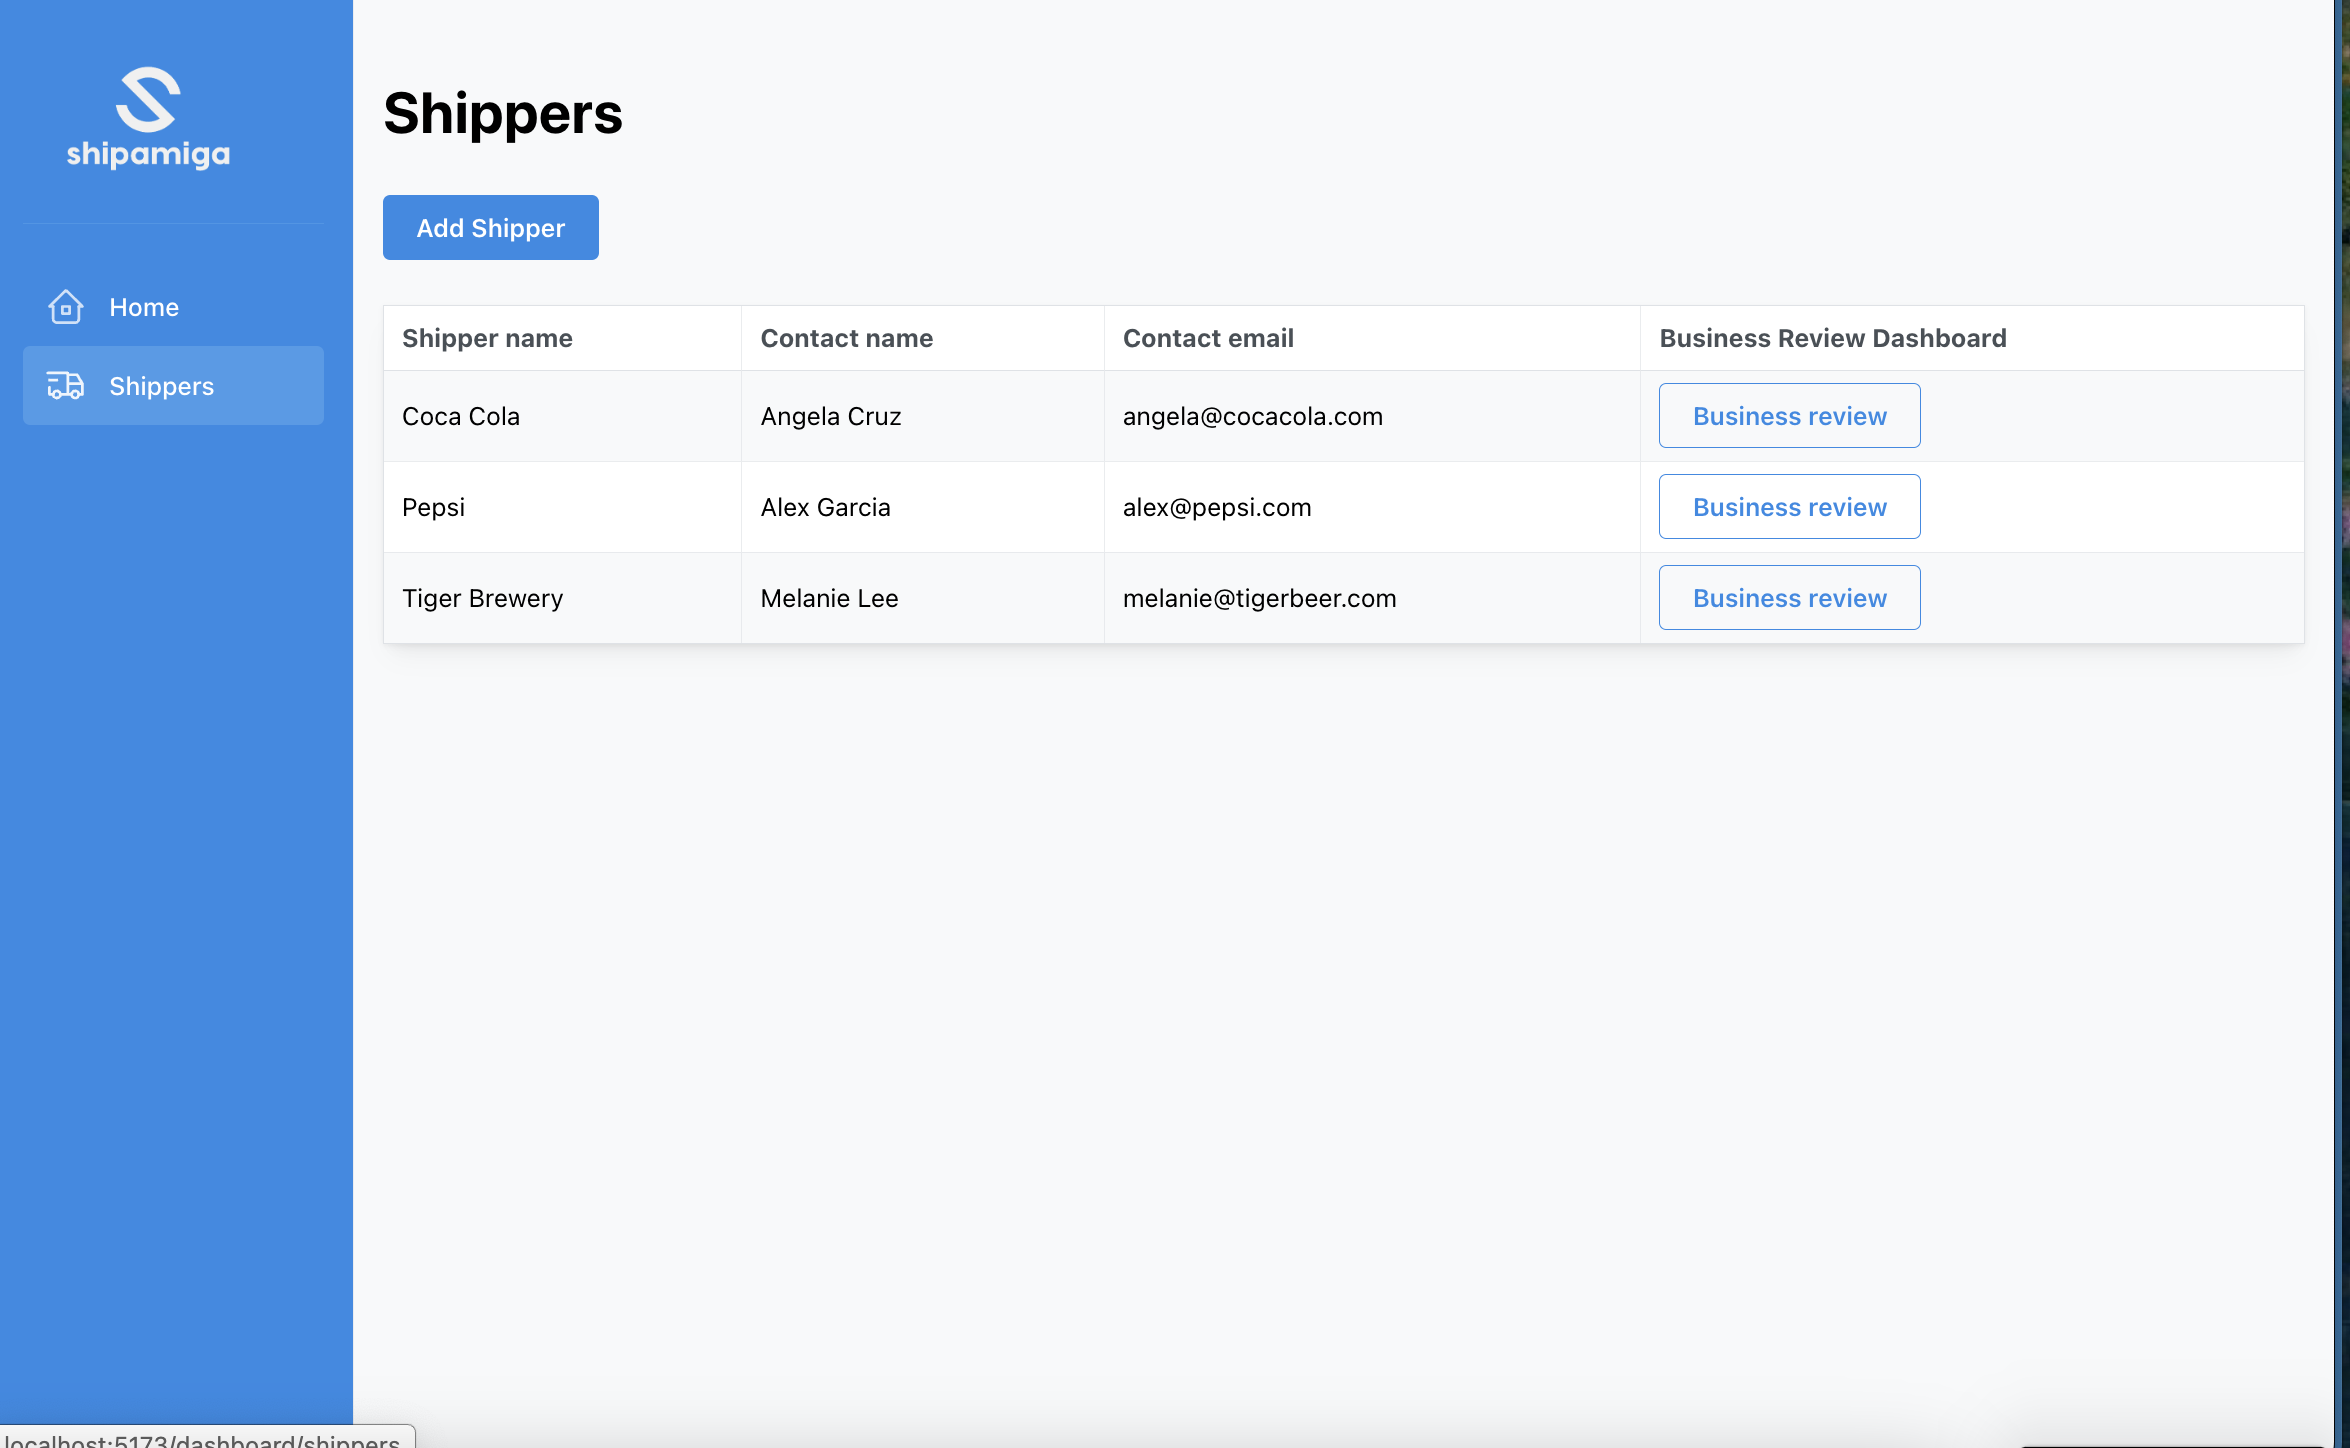 shipamiga
Home
Shippers
Shippers
Add Shipper
Shipper name Contact name Contact email Business Review Dashboard
Coca Cola Angela Cruz angela@cocacola.com Business review
Pepsi Alex Garcia alex@pepsi.com Business review
Tiger Brewery Melanie Lee melanie@tigerbeer.com Business review
localhost:5173/dashboard/shippers